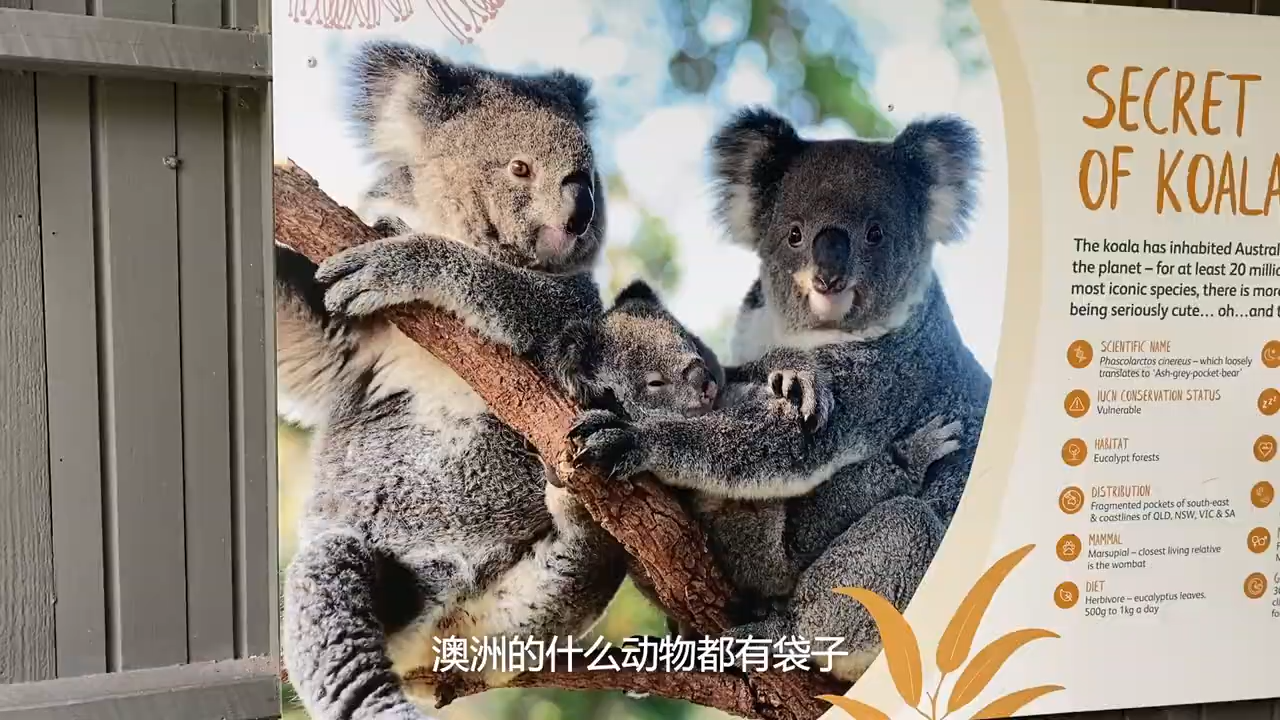 SECRET
OF KOALA
The koala has inhabited Austral
the planet – for at least 20 millio
most iconic species, there is more
being seriously cute... oh...and t
SCIENTIFIC NAME
Phascolarctos cinereus – which loosely
translates to 'Ash-grey-pocket-bear'
IUCN CONSERVATION STATUS
Vulnerable
HABITAT
Eucalypt forests
DISTRIBUTION
Fragmented pockets of south-east
& coastlines of QLD, NSW, VIC & SA
MAMMAL
Marsupial – closest living relative
is the wombat
DIET
Herbivore – eucalyptus leaves.
500g to 1kg a day
澳洲的什么动物都有袋子